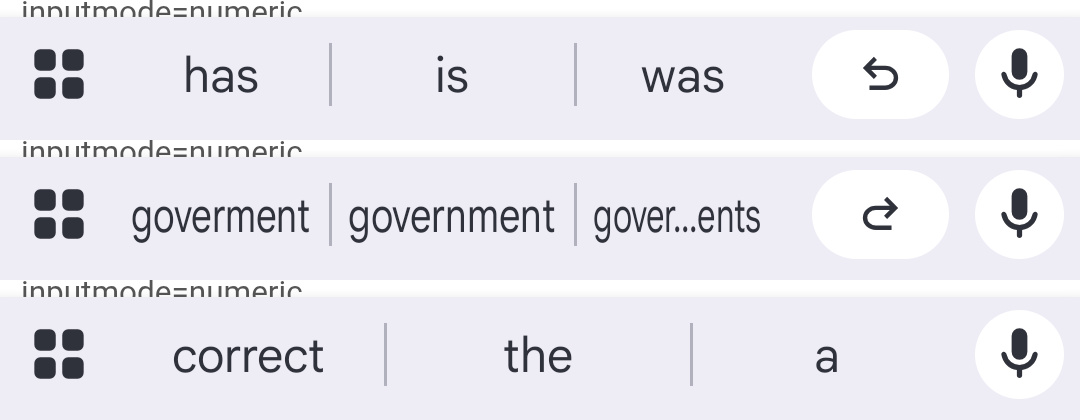 inputmode=numeric
has is was
inputmode=numeric
goverment government gover...ents
inputmode=numeric
correct the a